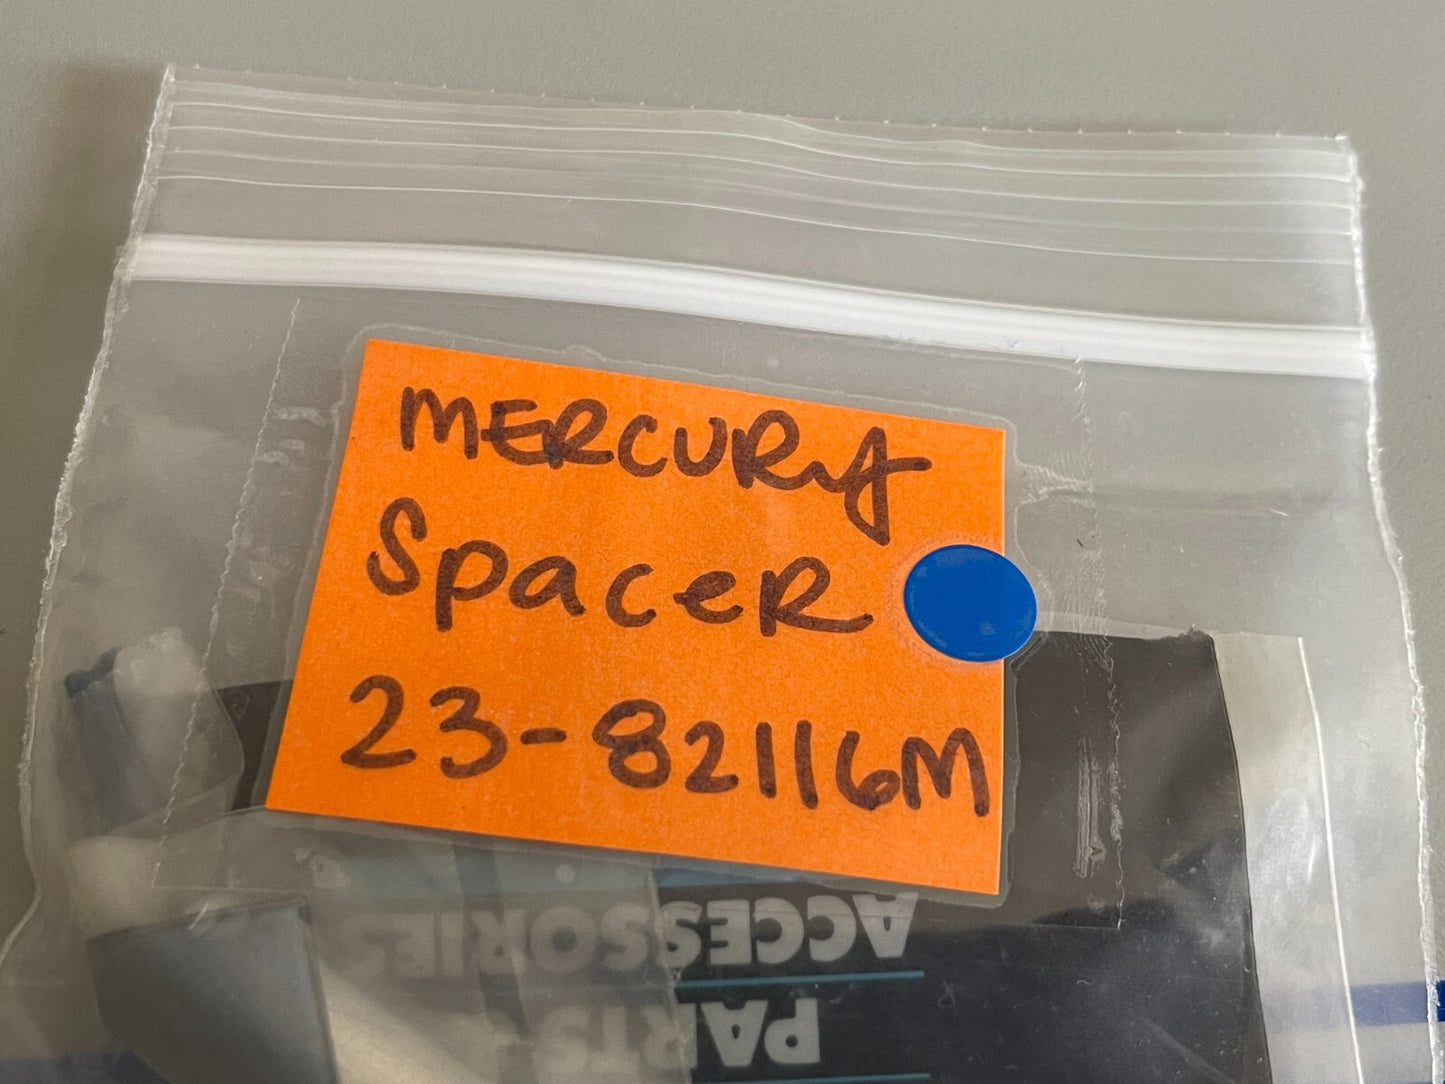 MERCURy
SpaceR
23-82116M
PARTS &
ACCESSORIES